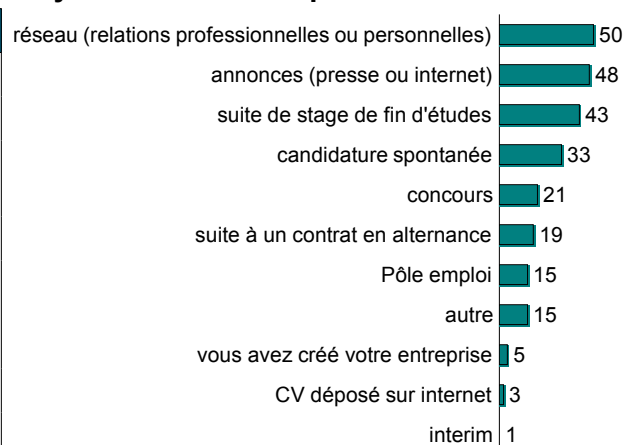 réseau (relations professionnelles ou personnelles) 50
annonces (presse ou internet) 48
suite de stage de fin d'études 43
candidature spontanée 33
concours 21
suite à un contrat en alternance 19
Pôle emploi 15
autre 15
vous avez créé votre entreprise 5
CV déposé sur internet 3
interim 1